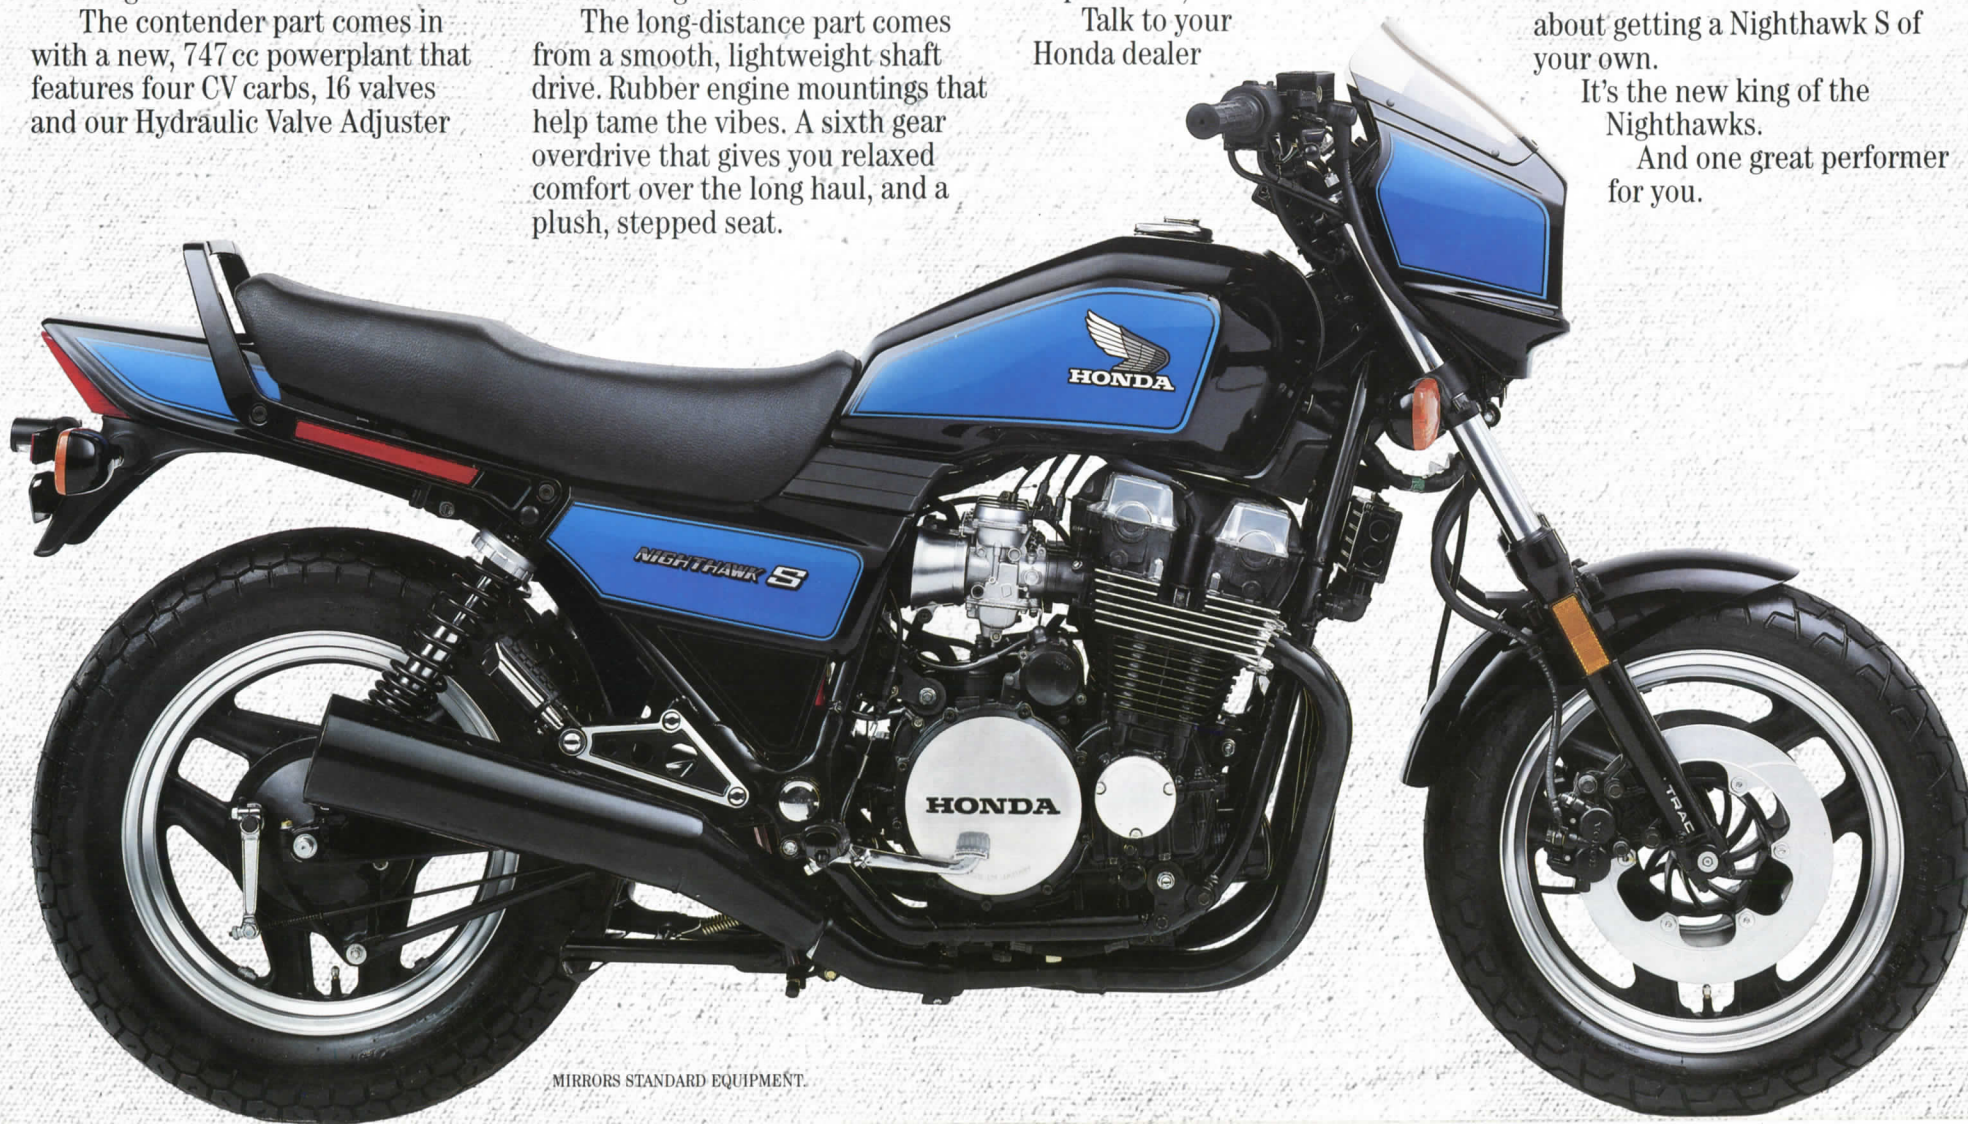 The contender part comes in
with a new, 747 cc powerplant that
features four CV carbs, 16 valves
and our Hydraulic Valve Adjuster
The long-distance part comes
from a smooth, lightweight shaft
drive. Rubber engine mountings that
help tame the vibes. A sixth gear
overdrive that gives you relaxed
comfort over the long haul, and a
plush, stepped seat.
Talk to your
Honda dealer
about getting a Nighthawk S of
your own.
It's the new king of the
Nighthawks.
And one great performer
for you.
HONDA
NIGHTHAWK S
HONDA
TRAC
MIRRORS STANDARD EQUIPMENT.